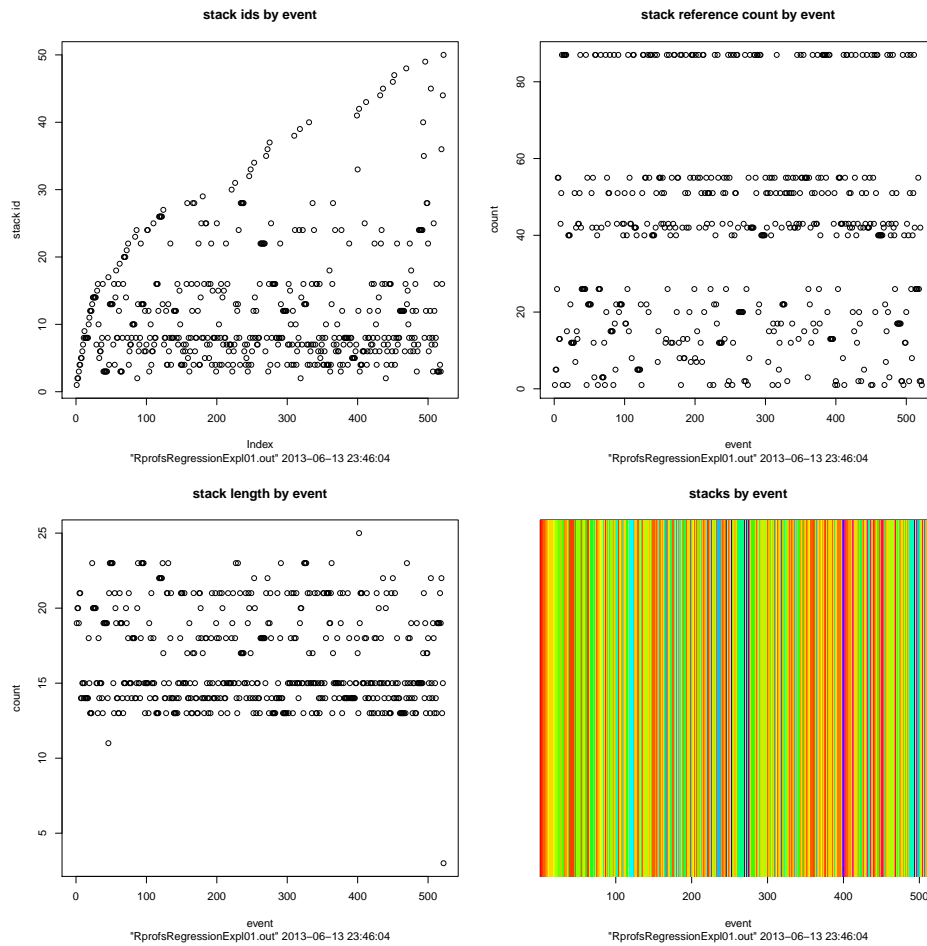 stack ids by event
50
40
30
20
10
0
stack id
0 100 200 300 400 500
Index
"RprofsRegressionExpl01.out" 2013−06−13 23:46:04
stack reference count by event
80
60
40
20
0
count
0 100 200 300 400 500
event
"RprofsRegressionExpl01.out" 2013−06−13 23:46:04
stack length by event
25
20
15
10
5
count
0 100 200 300 400 500
event
"RprofsRegressionExpl01.out" 2013−06−13 23:46:04
stacks by event
100 200 300 400 500
event
"RprofsRegressionExpl01.out" 2013−06−13 23:46:04